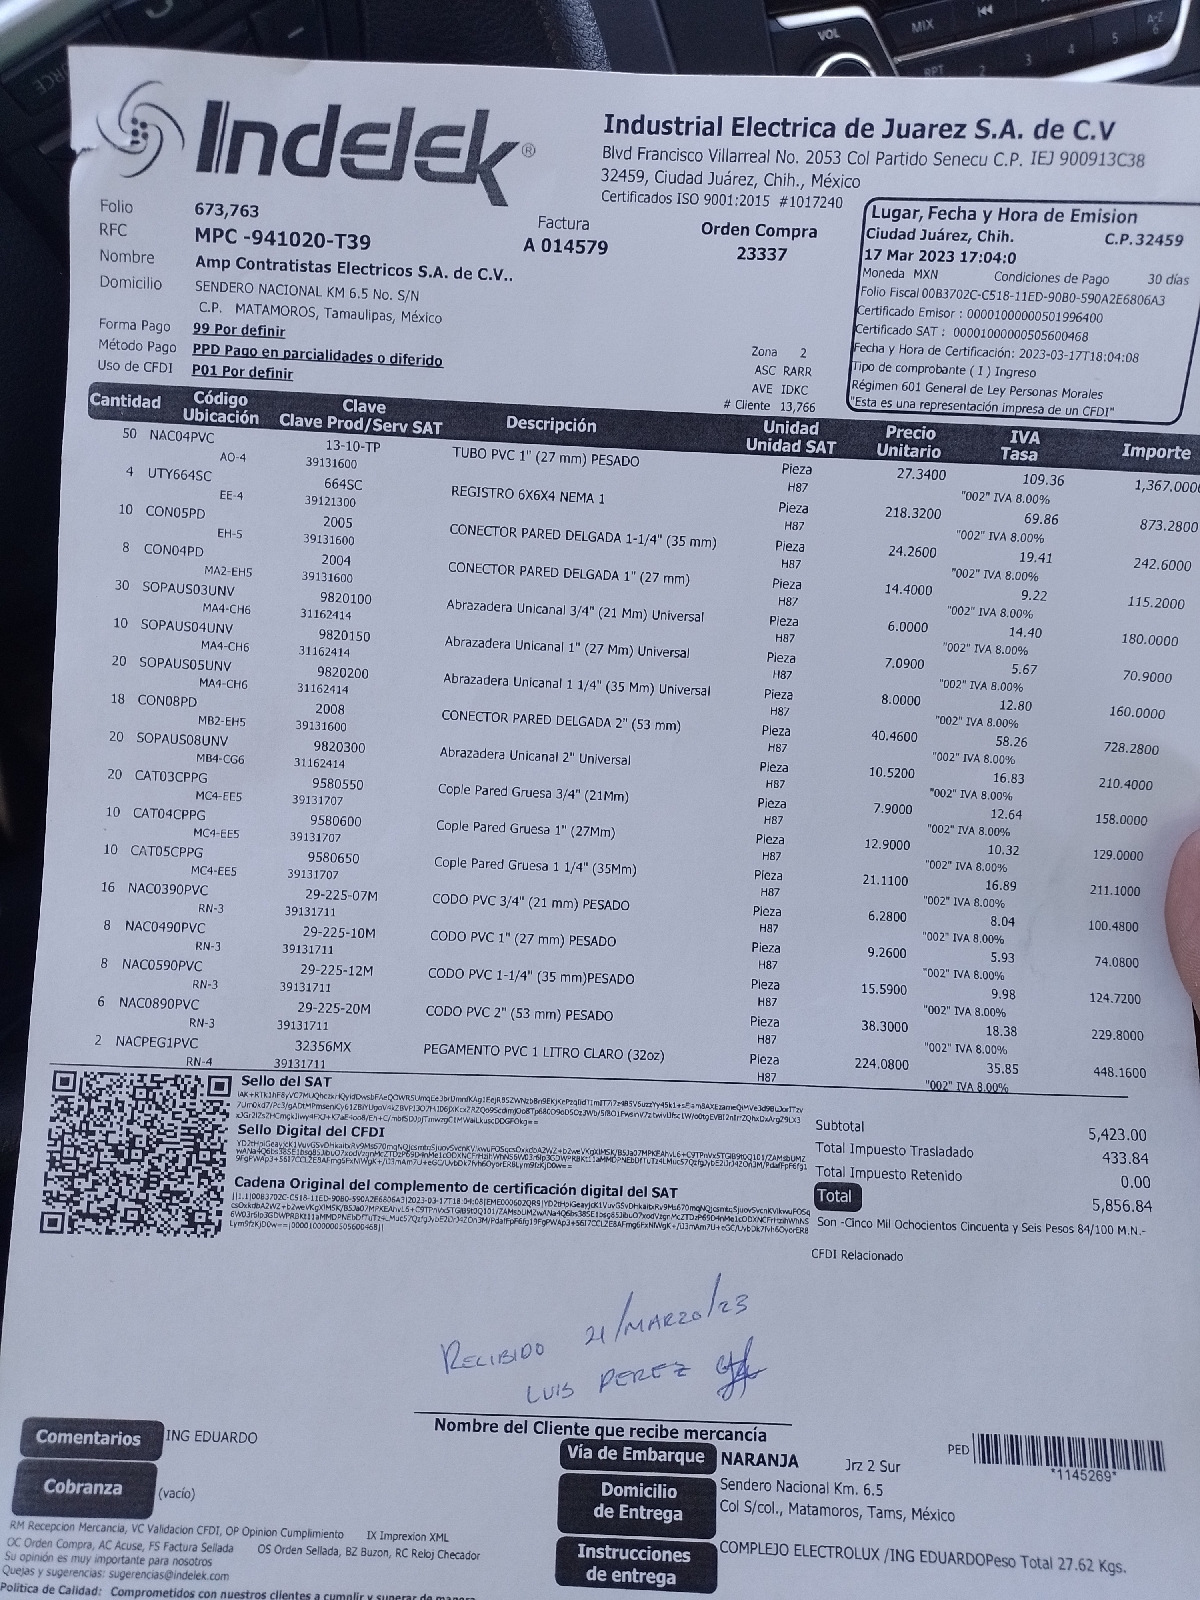 Indelek®
Industrial Electrica de Juarez S.A. de C.V
Blvd Francisco Villarreal No. 2053 Col Partido Senecu C.P. IEJ 900913C38
32459, Ciudad Juárez, Chih., México
Certificados ISO 9001:2015 #1017240
Folio 673,763
RFC MPC -941020-T39
Nombre Amp Contratistas Electricos S.A. de C.V..
Domicilio SENDERO NACIONAL KM 6.5 No. S/N
C.P. MATAMOROS, Tamaulipas, México
Forma Pago 99 Por definir
Método Pago PPD Pago en parcialidades o diferido
Uso de CFDI P01 Por definir
Factura
A 014579
Orden Compra
23337
Zona 2
ASC RARR
AVE IDKC
# Cliente 13,766
Lugar, Fecha y Hora de Emision
Ciudad Juárez, Chih. C.P.32459
17 Mar 2023 17:04:0
Moneda MXN Condiciones de Pago 30 días
Folio Fiscal 00B3702C-C518-11ED-90B0-590A2E6806A3
Certificado Emisor : 00001000000501996400
Certificado SAT : 00001000000505600468
Fecha y Hora de Certificación: 2023-03-17T18:04:08
Tipo de comprobante ( I ) Ingreso
Régimen 601 General de Ley Personas Morales
"Esta es una representación impresa de un CFDI"
Cantidad Código Clave Descripción Unidad Precio IVA Importe
Ubicación Clave Prod/Serv SAT Unidad SAT Unitario Tasa
50 NAC04PVC 13-10-TP TUBO PVC 1" (27 mm) PESADO Pieza 27.3400 109.36 1,367.000
AO-4 39131600 H87 "002" IVA 8.00%
4 UTY664SC 664SC REGISTRO 6X6X4 NEMA 1 Pieza 218.3200 69.86 873.2800
EE-4 39121300 H87 "002" IVA 8.00%
10 CON05PD 2005 CONECTOR PARED DELGADA 1-1/4" (35 mm) Pieza 24.2600 19.41 242.6000
EH-5 39131600 H87 "002" IVA 8.00%
8 CON04PD 2004 CONECTOR PARED DELGADA 1" (27 mm) Pieza 14.4000 9.22 115.2000
MA2-EH5 39131600 H87 "002" IVA 8.00%
30 SOPAUS03UNV 9820100 Abrazadera Unicanal 3/4" (21 Mm) Universal Pieza 6.0000 14.40 180.0000
MA4-CH6 31162414 H87 "002" IVA 8.00%
10 SOPAUS04UNV 9820150 Abrazadera Unicanal 1" (27 Mm) Universal Pieza 7.0900 5.67 70.9000
MA4-CH6 31162414 H87 "002" IVA 8.00%
20 SOPAUS05UNV 9820200 Abrazadera Unicanal 1 1/4" (35 Mm) Universal Pieza 8.0000 12.80 160.0000
MA4-CH6 31162414 H87 "002" IVA 8.00%
18 CON08PD 2008 CONECTOR PARED DELGADA 2" (53 mm) Pieza 40.4600 58.26 728.2800
MB2-EH5 39131600 H87 "002" IVA 8.00%
20 SOPAUS08UNV 9820300 Abrazadera Unicanal 2" Universal Pieza 10.5200 16.83 210.4000
MB4-CG6 31162414 H87 "002" IVA 8.00%
20 CAT03CPPG 9580550 Cople Pared Gruesa 3/4" (21Mm) Pieza 7.9000 12.64 158.0000
MC4-EE5 39131707 H87 "002" IVA 8.00%
10 CAT04CPPG 9580600 Cople Pared Gruesa 1" (27Mm) Pieza 12.9000 10.32 129.0000
MC4-EE5 39131707 H87 "002" IVA 8.00%
10 CAT05CPPG 9580650 Cople Pared Gruesa 1 1/4" (35Mm) Pieza 21.1100 16.89 211.1000
MC4-EE5 39131707 H87 "002" IVA 8.00%
16 NAC0390PVC 29-225-07M CODO PVC 3/4" (21 mm) PESADO Pieza 6.2800 8.04 100.4800
RN-3 39131711 H87 "002" IVA 8.00%
8 NAC0490PVC 29-225-10M CODO PVC 1" (27 mm) PESADO Pieza 9.2600 5.93 74.0800
RN-3 39131711 H87 "002" IVA 8.00%
8 NAC0590PVC 29-225-12M CODO PVC 1-1/4" (35 mm)PESADO Pieza 15.5900 9.98 124.7200
RN-3 39131711 H87 "002" IVA 8.00%
6 NAC0890PVC 29-225-20M CODO PVC 2" (53 mm) PESADO Pieza 38.3000 18.38 229.8000
RN-3 39131711 H87 "002" IVA 8.00%
2 NACPEG1PVC 32356MX PEGAMENTO PVC 1 LITRO CLARO (32oz) Pieza 224.0800 35.85 448.1600
RN-4 39131711 H87 "002" IVA 8.00%
Sello del SAT
Sello Digital del CFDI
Cadena Original del complemento de certificación digital del SAT
Subtotal 5,423.00
Total Impuesto Trasladado 433.84
Total Impuesto Retenido 0.00
Total 5,856.84
Son -Cinco Mil Ochocientos Cincuenta y Seis Pesos 84/100 M.N.-
CFDI Relacionado
RECIBIDO 21/MARZO/23
LUIS PEREZ
Nombre del Cliente que recibe mercancía
Comentarios ING EDUARDO
Cobranza (vacío)
Vía de Embarque NARANJA Jrz 2 Sur
PED *1145269*
Domicilio de Entrega Sendero Nacional Km. 6.5
Col S/col., Matamoros, Tams, México
Instrucciones de entrega COMPLEJO ELECTROLUX /ING EDUARDOPeso Total 27.62 Kgs.
RM Recepcion Mercancia, VC Validacion CFDI, OP Opinion Cumplimiento IX Impresion XML
OC Orden Compra, AC Acuse, FS Factura Sellada OS Orden Sellada, BZ Buzon, RC Reloj Checador
Su opinión es muy importante para nosotros
Quejas y sugerencias: sugerencias@indelek.com
Politica de Calidad: Comprometidos con nuestros clientes a cumplir y superar de manera
VOL
MIX
RPT 2 3 4 5 6
A-Z